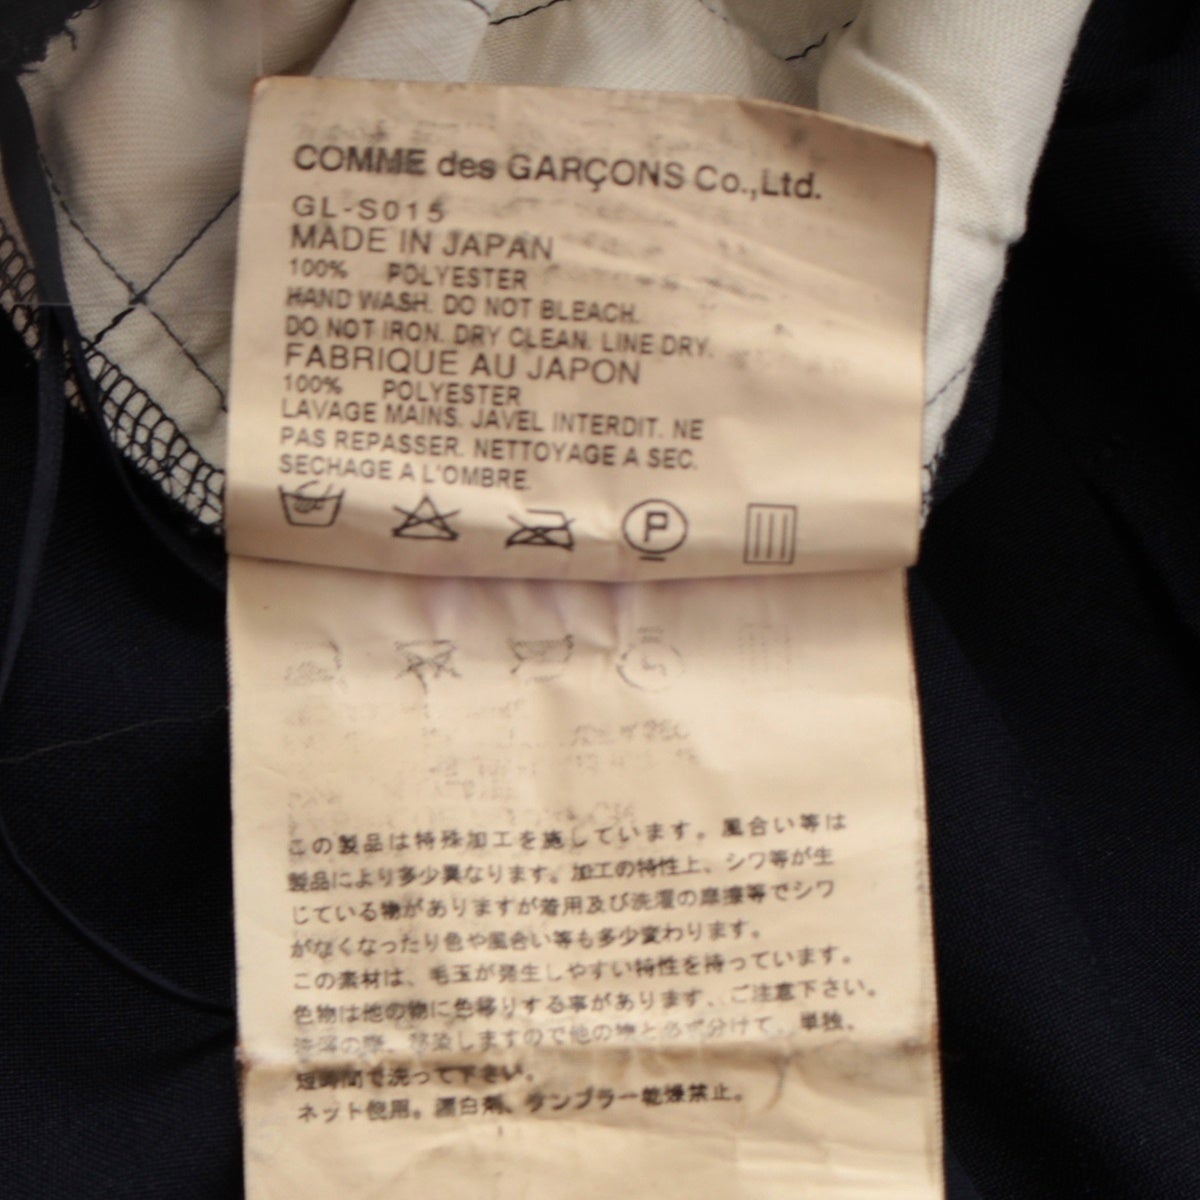 COMME des GARÇONS Co.,Ltd.
GL-S015
MADE IN JAPAN
100% POLYESTER
HAND WASH. DO NOT BLEACH.
DO NOT IRON. DRY CLEAN. LINE DRY.
FABRIQUE AU JAPON
100% POLYESTER
LAVAGE MAINS. JAVEL INTERDIT. NE
PAS REPASSER. NETTOYAGE A SEC.
SECHAGE A L'OMBRE.
P
この製品は特殊加工を施しています。風合い等は
製品により多少異なります。加工の特性上、シワ等が生
じている物がありますが着用及び洗濯の摩擦等でシワ
がなくなったり色や風合い等も多少変わります。
この素材は、毛玉が発生しやすい特性を持っています。
色物は他の物に色移りする事があります、ご注意下さい。
洗濯の際、移染しますので他の物と必ず分けて、単独、
短時間で洗って下さい。
ネット使用。漂白剤、タンブラー乾燥禁止。